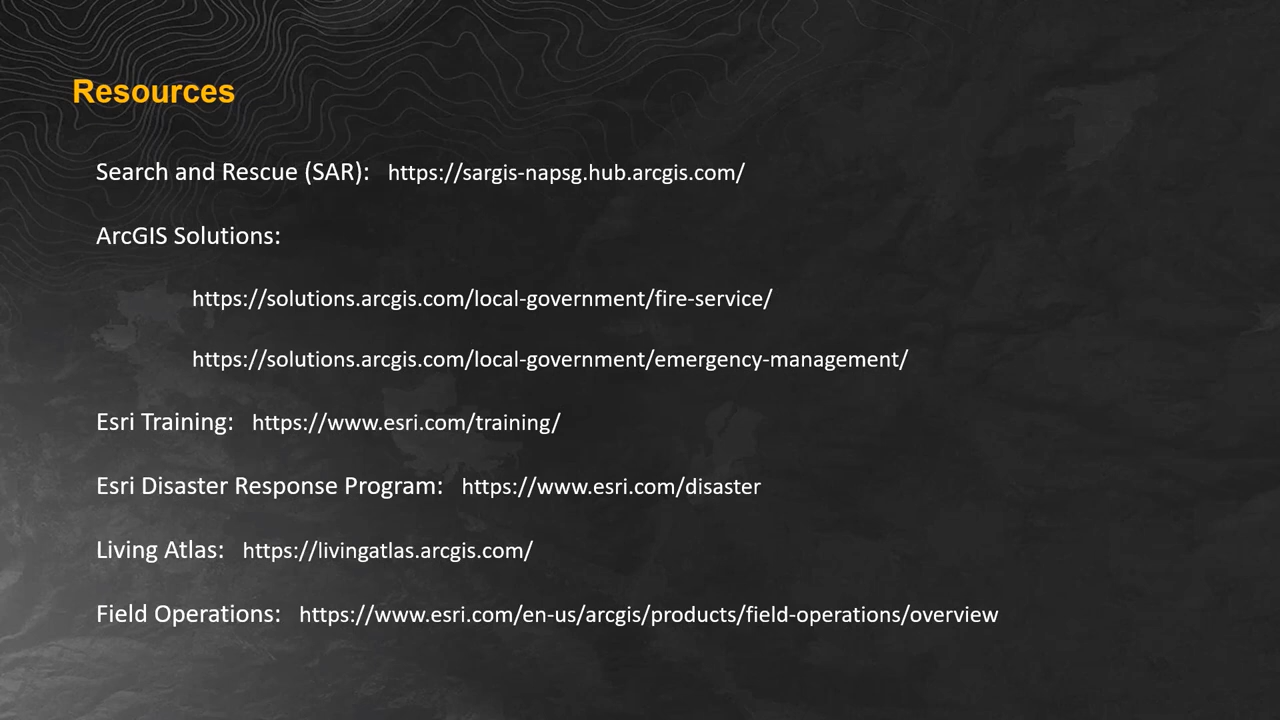 Resources
Search and Rescue (SAR): https://sargis-napsg.hub.arcgis.com/
ArcGIS Solutions:
https://solutions.arcgis.com/local-government/fire-service/
https://solutions.arcgis.com/local-government/emergency-management/
Esri Training: https://www.esri.com/training/
Esri Disaster Response Program: https://www.esri.com/disaster
Living Atlas: https://livingatlas.arcgis.com/
Field Operations: https://www.esri.com/en-us/arcgis/products/field-operations/overview